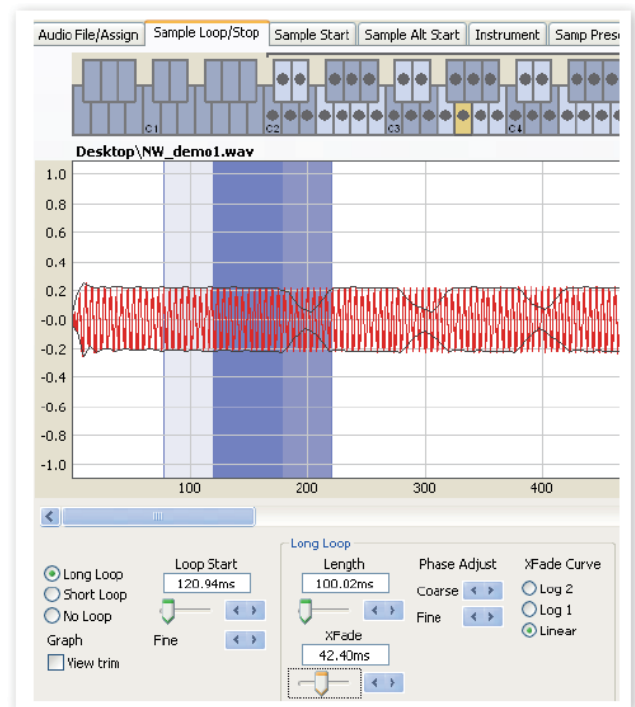 Audio File/Assign Sample Loop/Stop Sample Start Sample Alt Start Instrument Samp Prese
C1 C2 C3 C4
Desktop\NW_demo1.wav
1.0
0.8
0.6
0.4
0.2
-0.0
-0.2
-0.4
-0.6
-0.8
-1.0
100 200 300 400
Long Loop
Long Loop
Short Loop
No Loop
Graph
View trim
Loop Start
120.94ms
Fine
Length
100.02ms
XFade
42.40ms
Phase Adjust
Coarse
Fine
XFade Curve
Log 2
Log 1
Linear